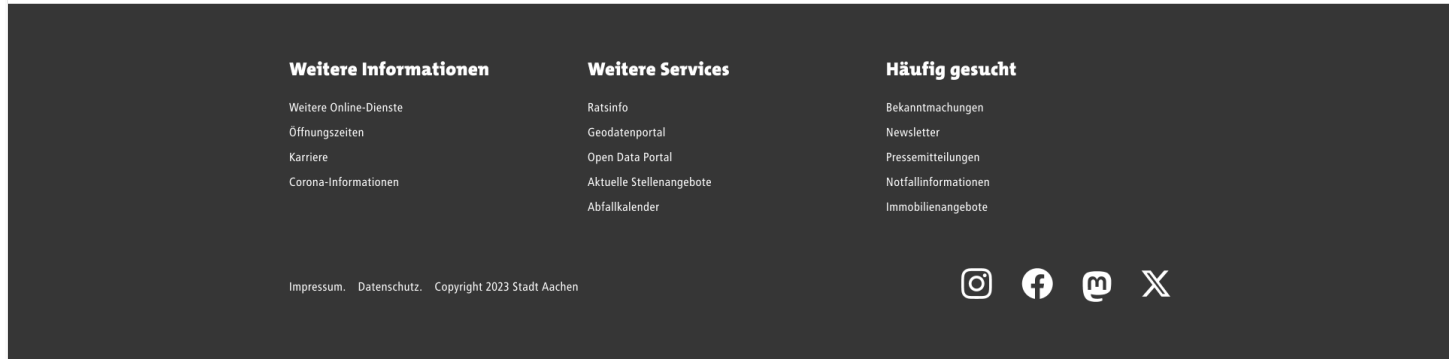 Weitere Informationen
Weitere Online-Dienste
Öffnungszeiten
Karriere
Corona-Informationen
Weitere Services
Ratsinfo
Geodatenportal
Open Data Portal
Aktuelle Stellenangebote
Abfallkalender
Häufig gesucht
Bekanntmachungen
Newsletter
Pressemitteilungen
Notfallinformationen
Immobilienangebote
Impressum. Datenschutz. Copyright 2023 Stadt Aachen